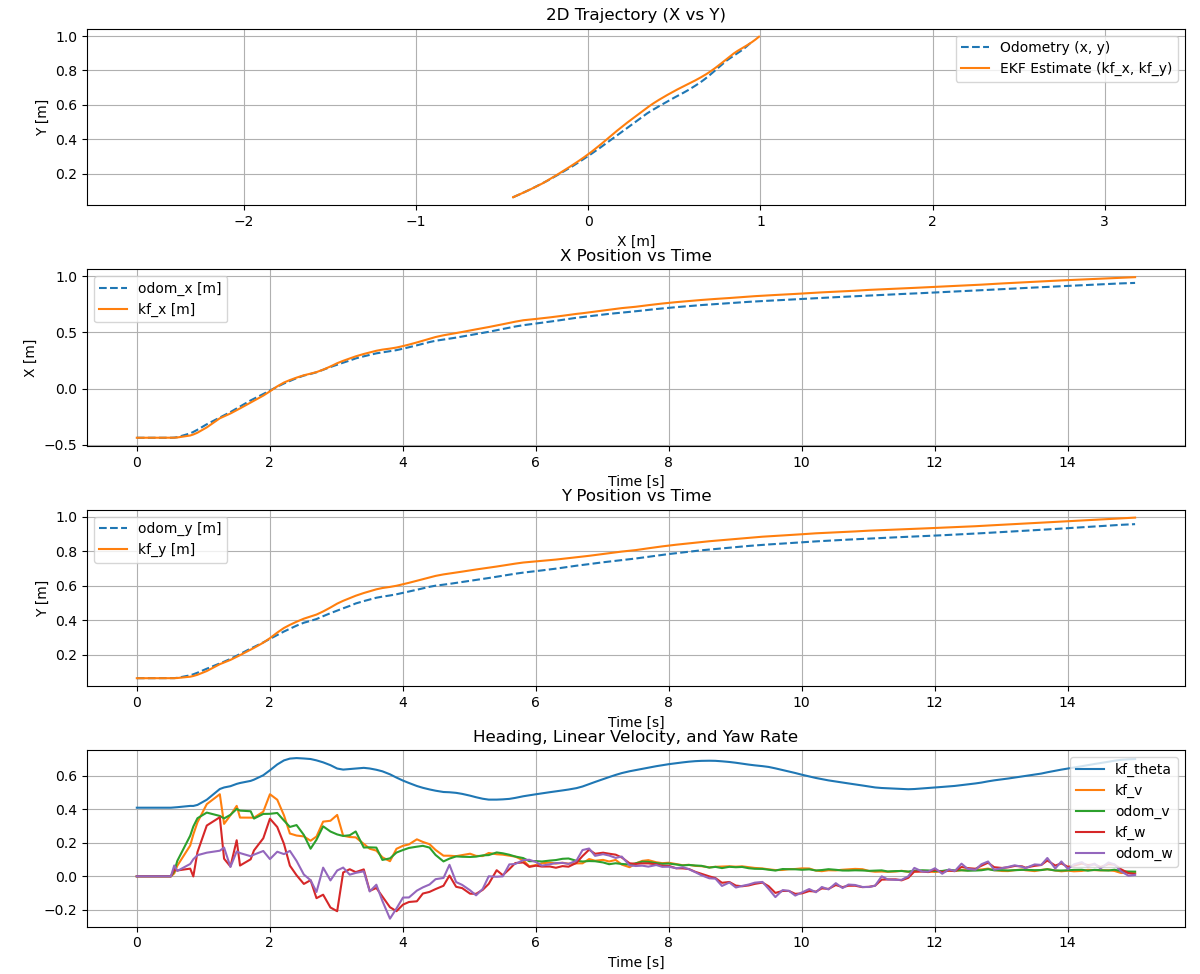 2D Trajectory (X vs Y)
1.0
0.8
0.6
0.4
0.2
Y [m]
Odometry (x, y)
EKF Estimate (kf_x, kf_y)
−2
−1
0
1
2
3
X [m]
X Position vs Time
1.0
0.5
0.0
−0.5
X [m]
odom_x [m]
kf_x [m]
0
2
4
6
8
10
12
14
Time [s]
Y Position vs Time
1.0
0.8
0.6
0.4
0.2
Y [m]
odom_y [m]
kf_y [m]
0
2
4
6
8
10
12
14
Time [s]
Heading, Linear Velocity, and Yaw Rate
0.6
0.4
0.2
0.0
−0.2
kf_theta
kf_v
odom_v
kf_w
odom_w
0
2
4
6
8
10
12
14
Time [s]